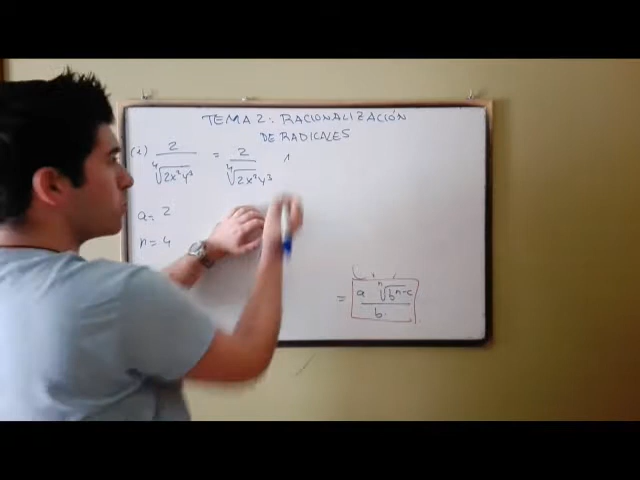 TEMA 2: RACIONALIZACIÓN
DE RADICALES
(1) 2 / ⁴√2x²y³ = 2 / ⁴√2x²y³
a = 2
n = 4
= a ⁿ√bⁿ⁻ᶜ / b